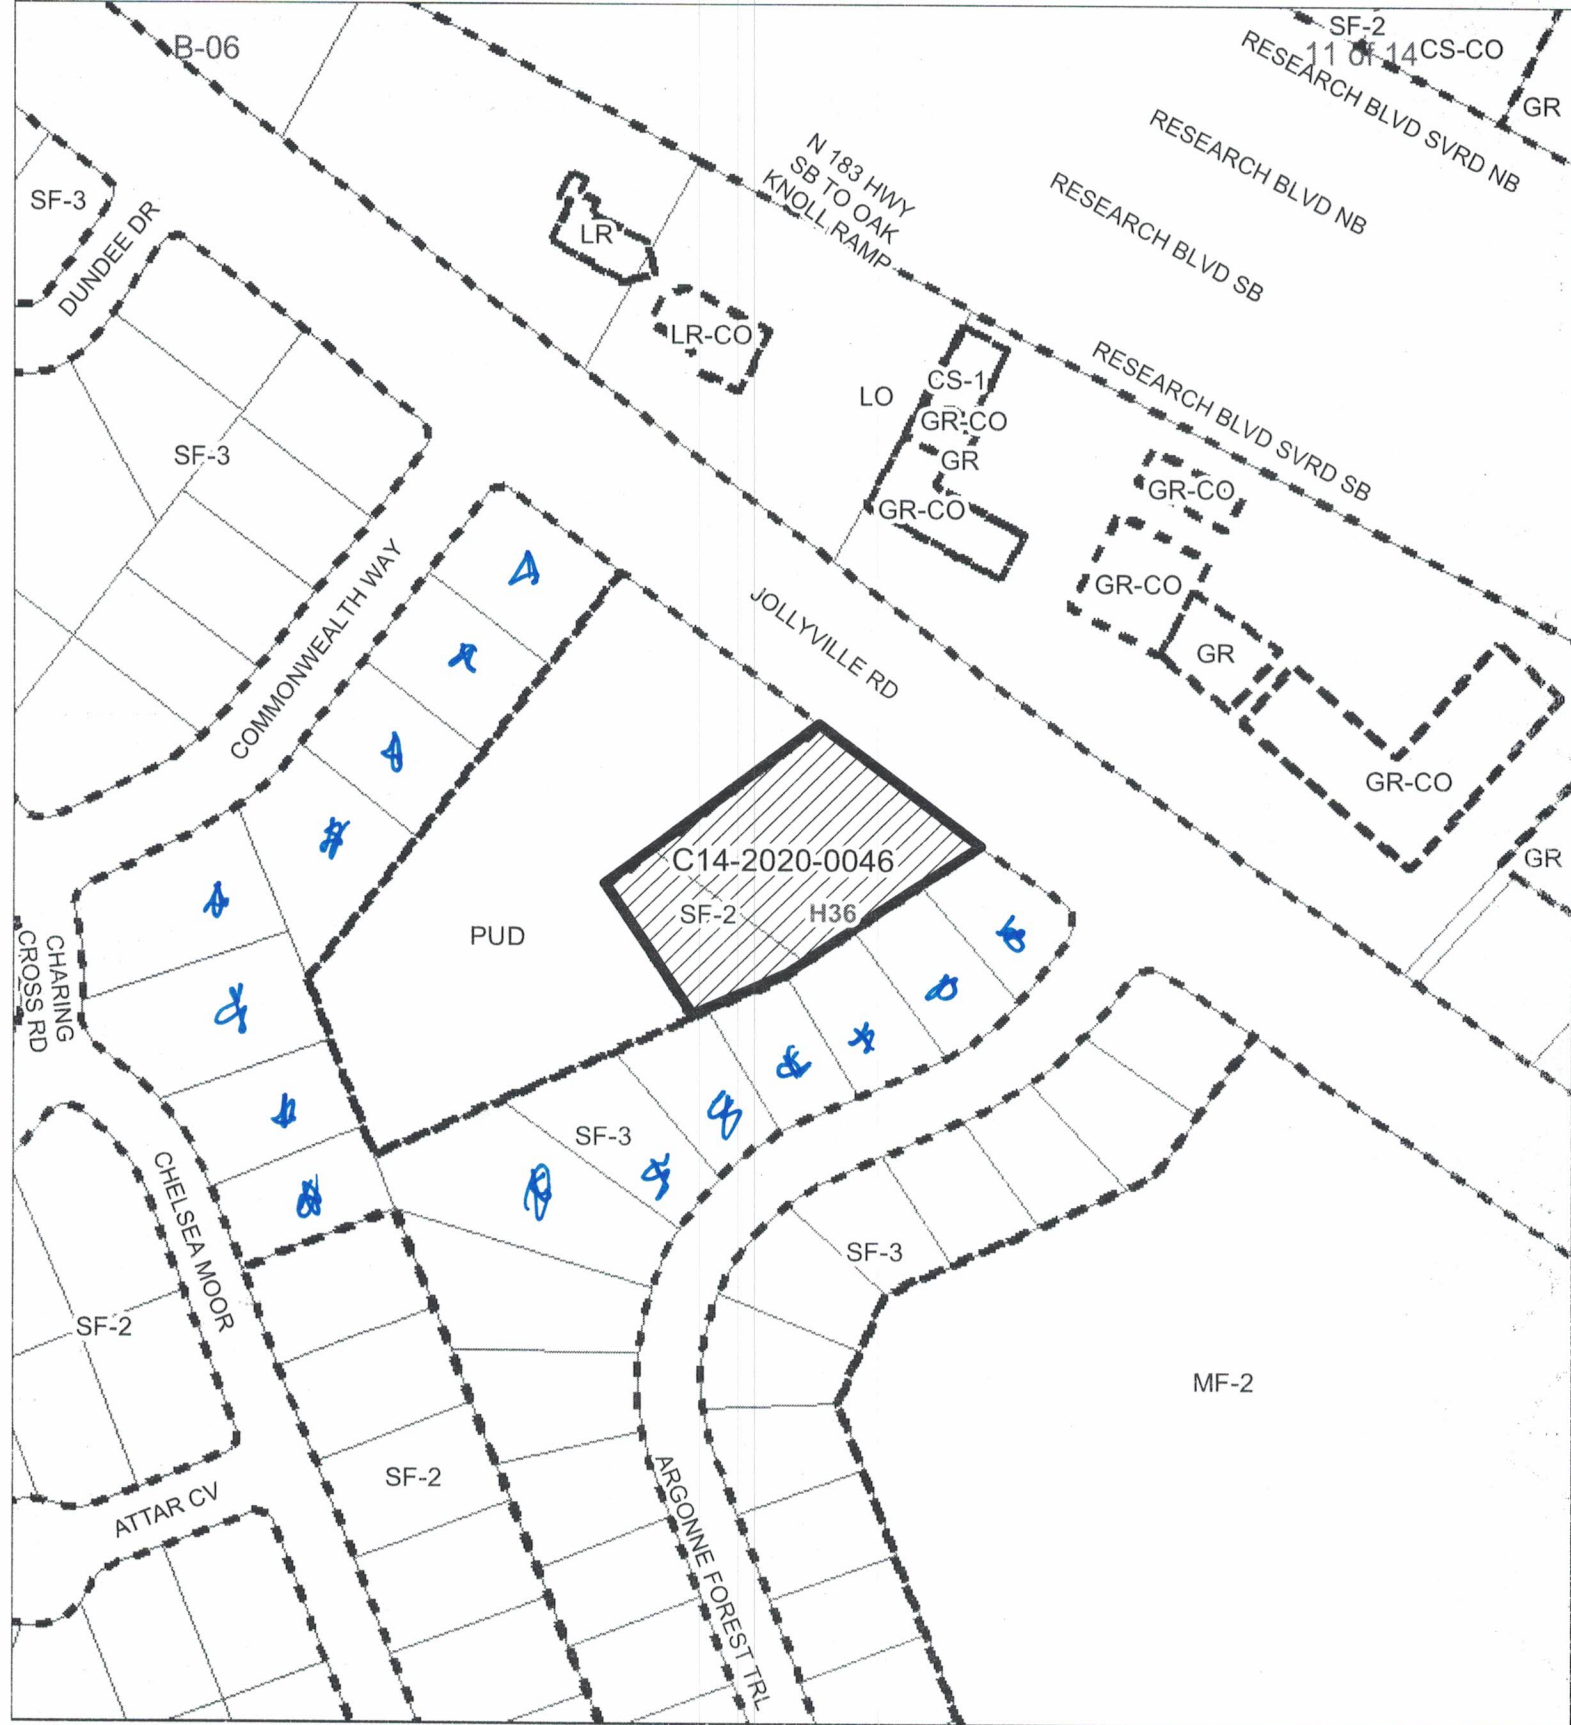 B-06
11 of 14
SF-2
CS-CO
GR
RESEARCH BLVD SVRD NB
RESEARCH BLVD NB
RESEARCH BLVD SB
N 183 HWY
SB TO OAK
KNOLL RAMP
SF-3
DUNDEE DR
LR
LR-CO
LO
CS-1
GR-CO
GR
GR-CO
RESEARCH BLVD SVRD SB
GR-CO
GR-CO
GR
GR-CO
GR
SF-3
COMMONWEALTH WAY
JOLLYVILLE RD
C14-2020-0046
SF-2
H36
PUD
CHARING
CROSS RD
SF-3
CHELSEA MOOR
SF-2
SF-3
MF-2
SF-2
ATTAR CV
ARGONNE FOREST TRL